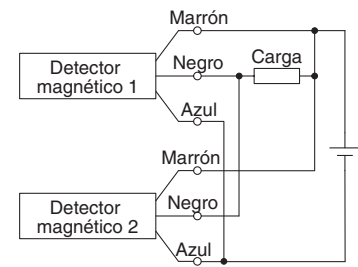 Marrón
Detector
magnético 1
Negro
Carga
Azul
Marrón
Detector
magnético 2
Negro
Azul